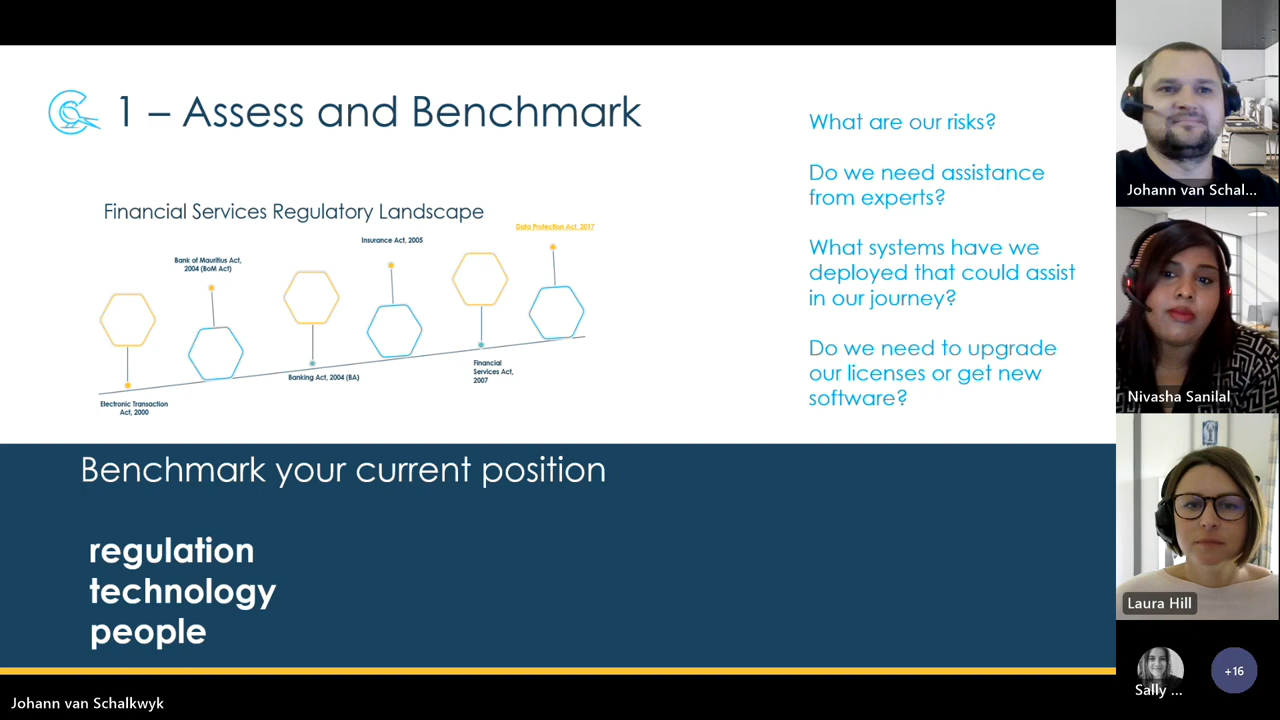 1 – Assess and Benchmark
Financial Services Regulatory Landscape
Electronic Transaction
Act, 2000
Bank of Mauritius Act,
2004 (BoM Act)
Banking Act, 2004 (BA)
Insurance Act, 2005
Financial
Services Act,
2007
Data Protection Act, 2017
What are our risks?
Do we need assistance
from experts?
What systems have we
deployed that could assist
in our journey?
Do we need to upgrade
our licenses or get new
software?
Benchmark your current position
regulation
technology
people
Johann van Schalkwyk
Johann van Schal...
Nivasha Sanilal
Laura Hill
Sally ...
+16